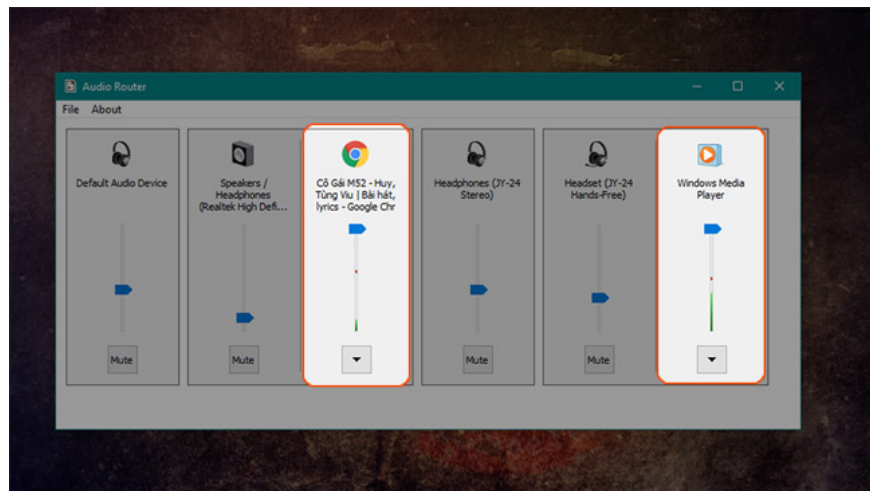 Audio Router
File About
Default Audio Device
Speakers /
Headphones
(Realtek High Defi...
Cô Gái M52 - Huy,
Tùng Viu | Bài hát,
lyrics - Google Chr
Headphones (JY-24
Stereo)
Headset (JY-24
Hands-Free)
Windows Media
Player
Mute
Mute
Mute
Mute